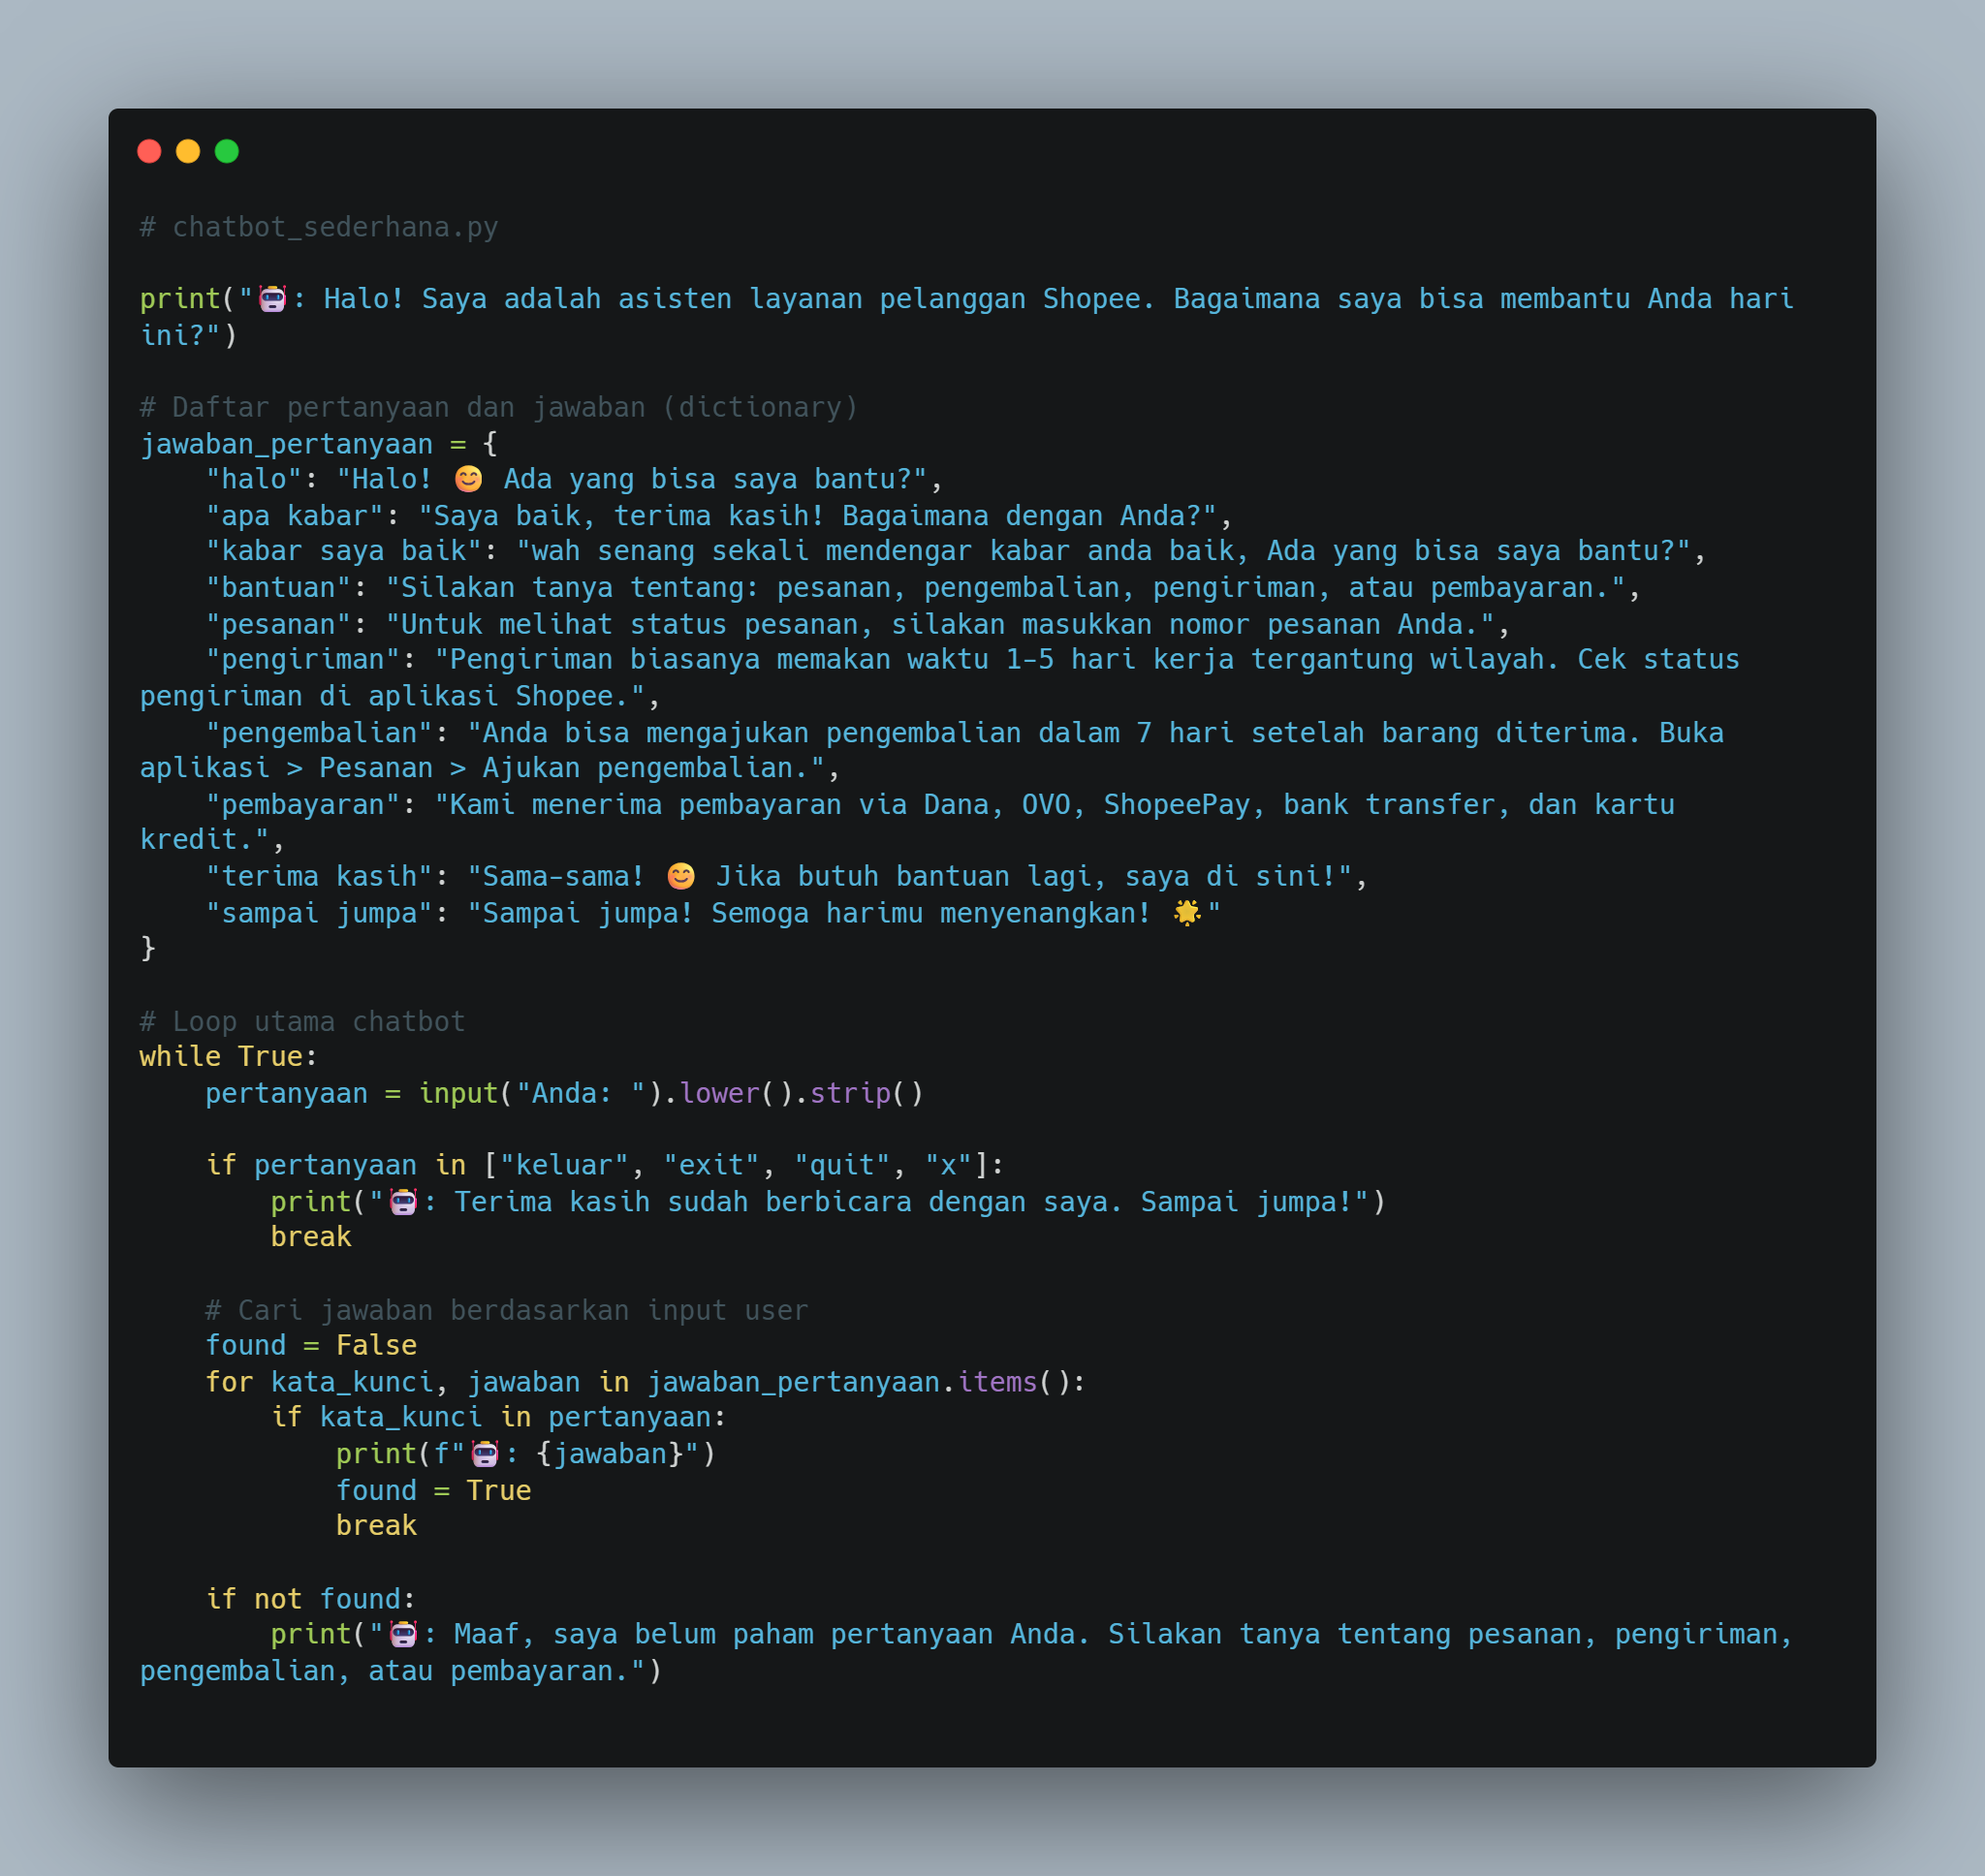 # chatbot_sederhana.py

print("🤖: Halo! Saya adalah asisten layanan pelanggan Shopee. Bagaimana saya bisa membantu Anda hari
ini?")

# Daftar pertanyaan dan jawaban (dictionary)
jawaban_pertanyaan = {
    "halo": "Halo! 😊 Ada yang bisa saya bantu?",
    "apa kabar": "Saya baik, terima kasih! Bagaimana dengan Anda?",
    "kabar saya baik": "wah senang sekali mendengar kabar anda baik, Ada yang bisa saya bantu?",
    "bantuan": "Silakan tanya tentang: pesanan, pengembalian, pengiriman, atau pembayaran.",
    "pesanan": "Untuk melihat status pesanan, silakan masukkan nomor pesanan Anda.",
    "pengiriman": "Pengiriman biasanya memakan waktu 1-5 hari kerja tergantung wilayah. Cek status
pengiriman di aplikasi Shopee.",
    "pengembalian": "Anda bisa mengajukan pengembalian dalam 7 hari setelah barang diterima. Buka
aplikasi > Pesanan > Ajukan pengembalian.",
    "pembayaran": "Kami menerima pembayaran via Dana, OVO, ShopeePay, bank transfer, dan kartu
kredit.",
    "terima kasih": "Sama-sama! 😊 Jika butuh bantuan lagi, saya di sini!",
    "sampai jumpa": "Sampai jumpa! Semoga harimu menyenangkan! 🌟"
}

# Loop utama chatbot
while True:
    pertanyaan = input("Anda: ").lower().strip()

    if pertanyaan in ["keluar", "exit", "quit", "x"]:
        print("🤖: Terima kasih sudah berbicara dengan saya. Sampai jumpa!")
        break

    # Cari jawaban berdasarkan input user
    found = False
    for kata_kunci, jawaban in jawaban_pertanyaan.items():
        if kata_kunci in pertanyaan:
            print(f"🤖: {jawaban}")
            found = True
            break

    if not found:
        print("🤖: Maaf, saya belum paham pertanyaan Anda. Silakan tanya tentang pesanan, pengiriman,
pengembalian, atau pembayaran.")